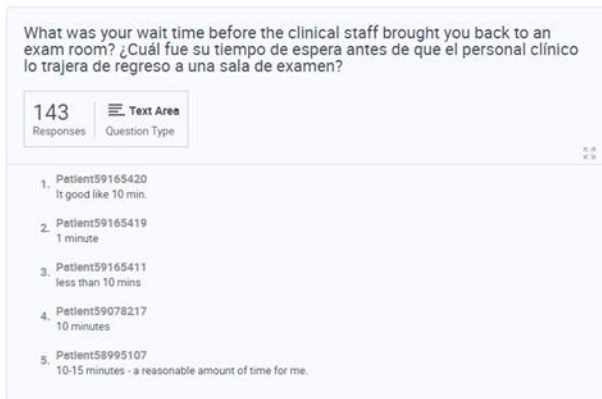 What was your wait time before the clinical staff brought you back to an
exam room? ¿Cuál fue su tiempo de espera antes de que el personal clínico
lo trajera de regreso a una sala de examen?
143
Responses
Text Area
Question Type
1. Patient59165420
It good like 10 min.
2. Patient59165419
1 minute
3. Patient59165411
less than 10 mins
4. Patient59078217
10 minutes
5. Patient58995107
10-15 minutes - a reasonable amount of time for me.